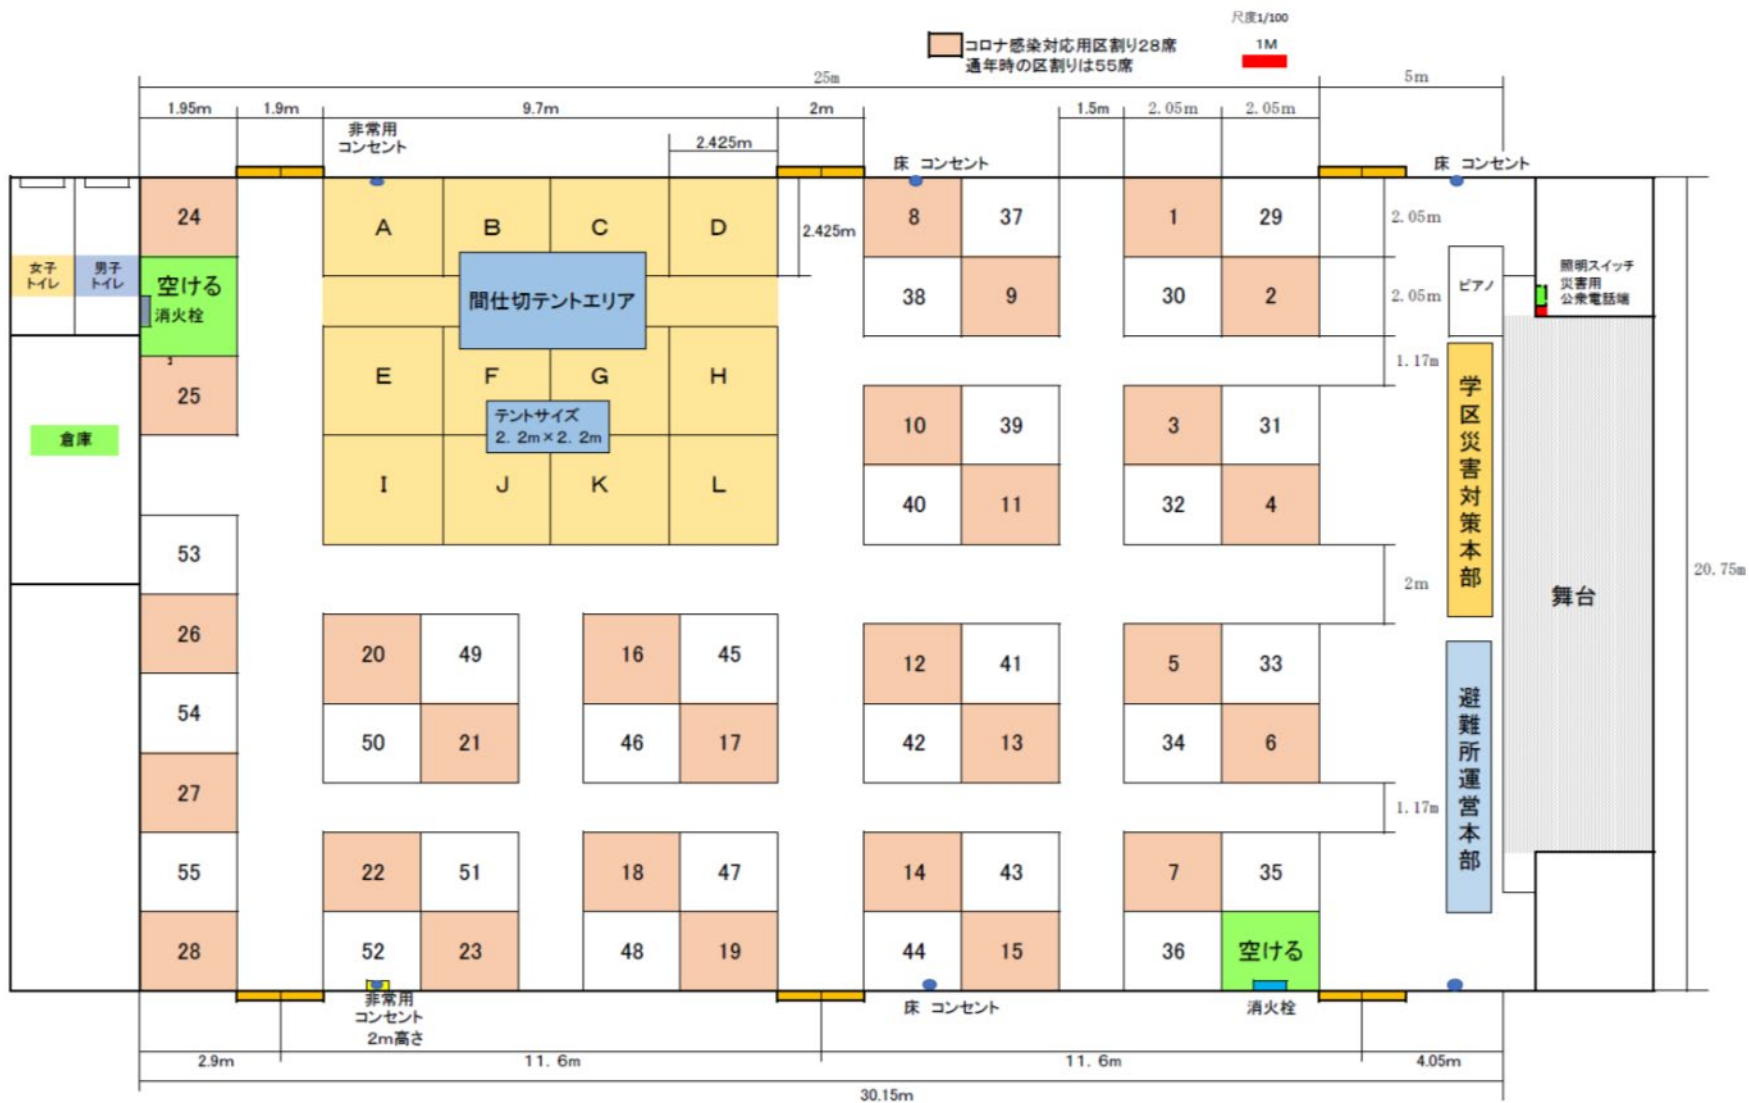 尺度1/100
コロナ感染対応用区割り28席
1M
通年時の区割りは55席
25m
5m
1.95m
1.9m
9.7m
2m
1.5m
2.05m
2.05m
非常用
コンセント
2.425m
床 コンセント
床 コンセント
24
A
B
C
D
2.425m
8
37
1
29
2.05m
女子
トイレ
男子
トイレ
空ける
消火栓
間仕切テントエリア
38
9
30
2
2.05m
ピアノ
照明スイッチ
災害用
公衆電話端
1.17m
25
E
F
G
H
テントサイズ
2. 2m×2. 2m
10
39
3
31
倉庫
学区災害対策本部
I
J
K
L
40
11
32
4
53
2m
20.75m
舞台
26
20
49
16
45
12
41
5
33
54
50
21
46
17
42
13
34
6
避難所運営本部
27
1.17m
55
22
51
18
47
14
43
7
35
28
52
23
48
19
44
15
36
空ける
非常用
コンセント
2m高さ
床 コンセント
消火栓
2.9m
11. 6m
11. 6m
4.05m
30.15m